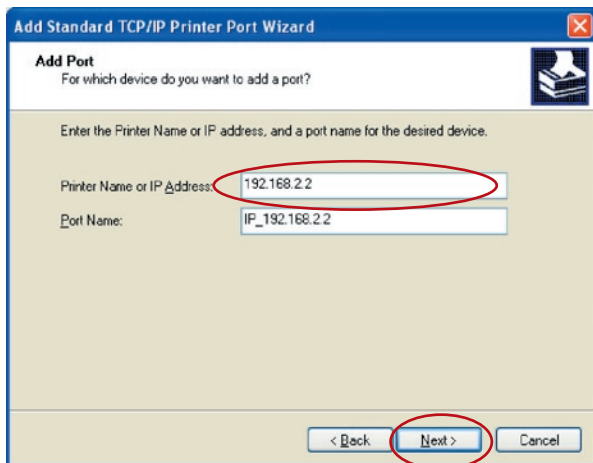 Add Standard TCP/IP Printer Port Wizard
Add Port
For which device do you want to add a port?
Enter the Printer Name or IP address, and a port name for the desired device.
Printer Name or IP Address: 192.168.2.2
Port Name: IP_192.168.2.2
< Back Next > Cancel